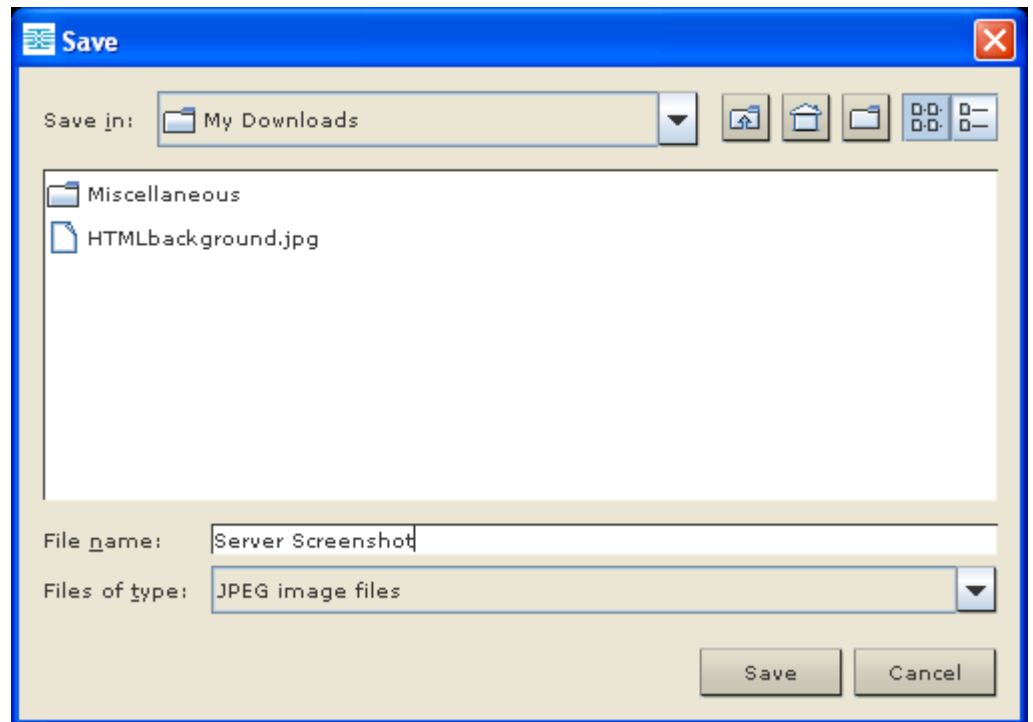 Save
Save in: My Downloads
Miscellaneous
HTMLbackground.jpg
File name: Server Screenshot
Files of type: JPEG image files
Save Cancel